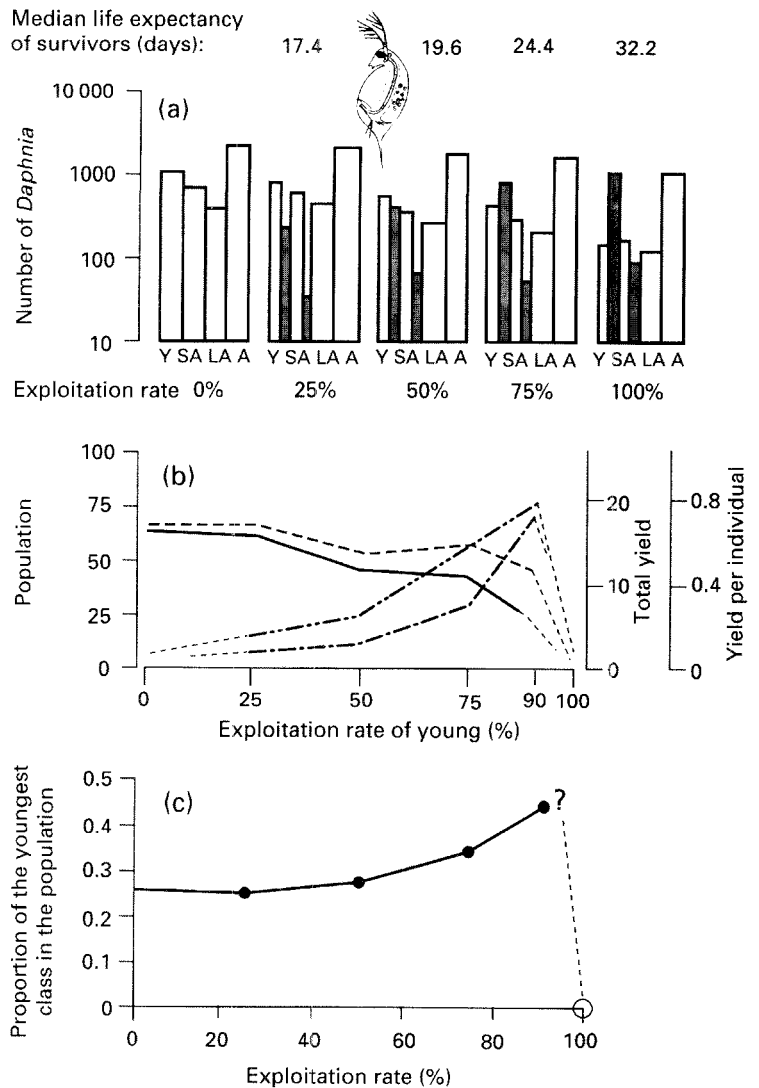 Median life expectancy
of survivors (days):
17.4 19.6 24.4 32.2
(a)
Number of Daphnia
10 000
1000
100
10
Y SA LA A Y SA LA A Y SA LA A Y SA LA A Y SA LA A
Exploitation rate 0% 25% 50% 75% 100%
(b)
Population
100
75
50
25
0
Total yield
20
10
0
Yield per individual
0.8
0.4
0
0 25 50 75 90 100
Exploitation rate of young (%)
(c)
Proportion of the youngest
class in the population
0.5
0.4
0.3
0.2
0.1
0
?
0 20 40 60 80 100
Exploitation rate (%)